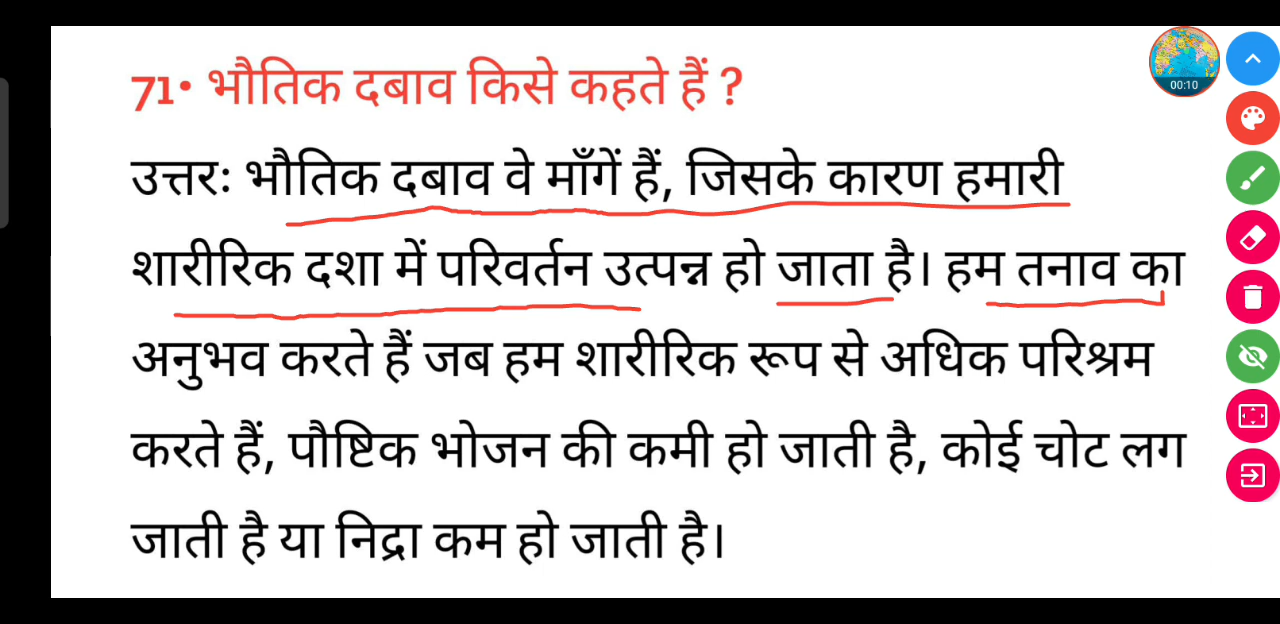 71• भौतिक दबाव किसे कहते हैं ?
उत्तर: भौतिक दबाव वे माँगें हैं, जिसके कारण हमारी
शारीरिक दशा में परिवर्तन उत्पन्न हो जाता है। हम तनाव का
अनुभव करते हैं जब हम शारीरिक रूप से अधिक परिश्रम
करते हैं, पौष्टिक भोजन की कमी हो जाती है, कोई चोट लग
जाती है या निद्रा कम हो जाती है।
00:10